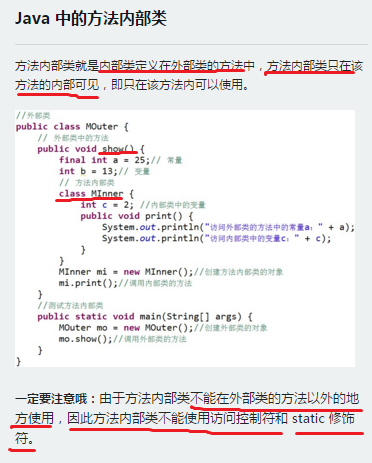 Java 中的方法内部类
方法内部类就是内部类定义在外部类的方法中，方法内部类只在该
方法的内部可见，即只在该方法内可以使用。
//外部类
public class MOuter {
// 外部类中的方法
public void show() {
final int a = 25;// 常量
int b = 13;// 变量
// 方法内部类
class MInner {
int c = 2; //内部类中的变量
public void print() {
System.out.println("访问外部类的方法中的常量a：" + a);
System.out.println("访问内部类中的变量c：" + c);
}
}
MInner mi = new MInner();//创建方法内部类的对象
mi.print();//调用内部类的方法
}
//测试方法内部类
public static void main(String[] args) {
MOuter mo = new MOuter();//创建外部类的对象
mo.show();//调用外部类的方法
}
}
一定要注意哦：由于方法内部类不能在外部类的方法以外的地
方使用，因此方法内部类不能使用访问控制符和 static 修饰
符。